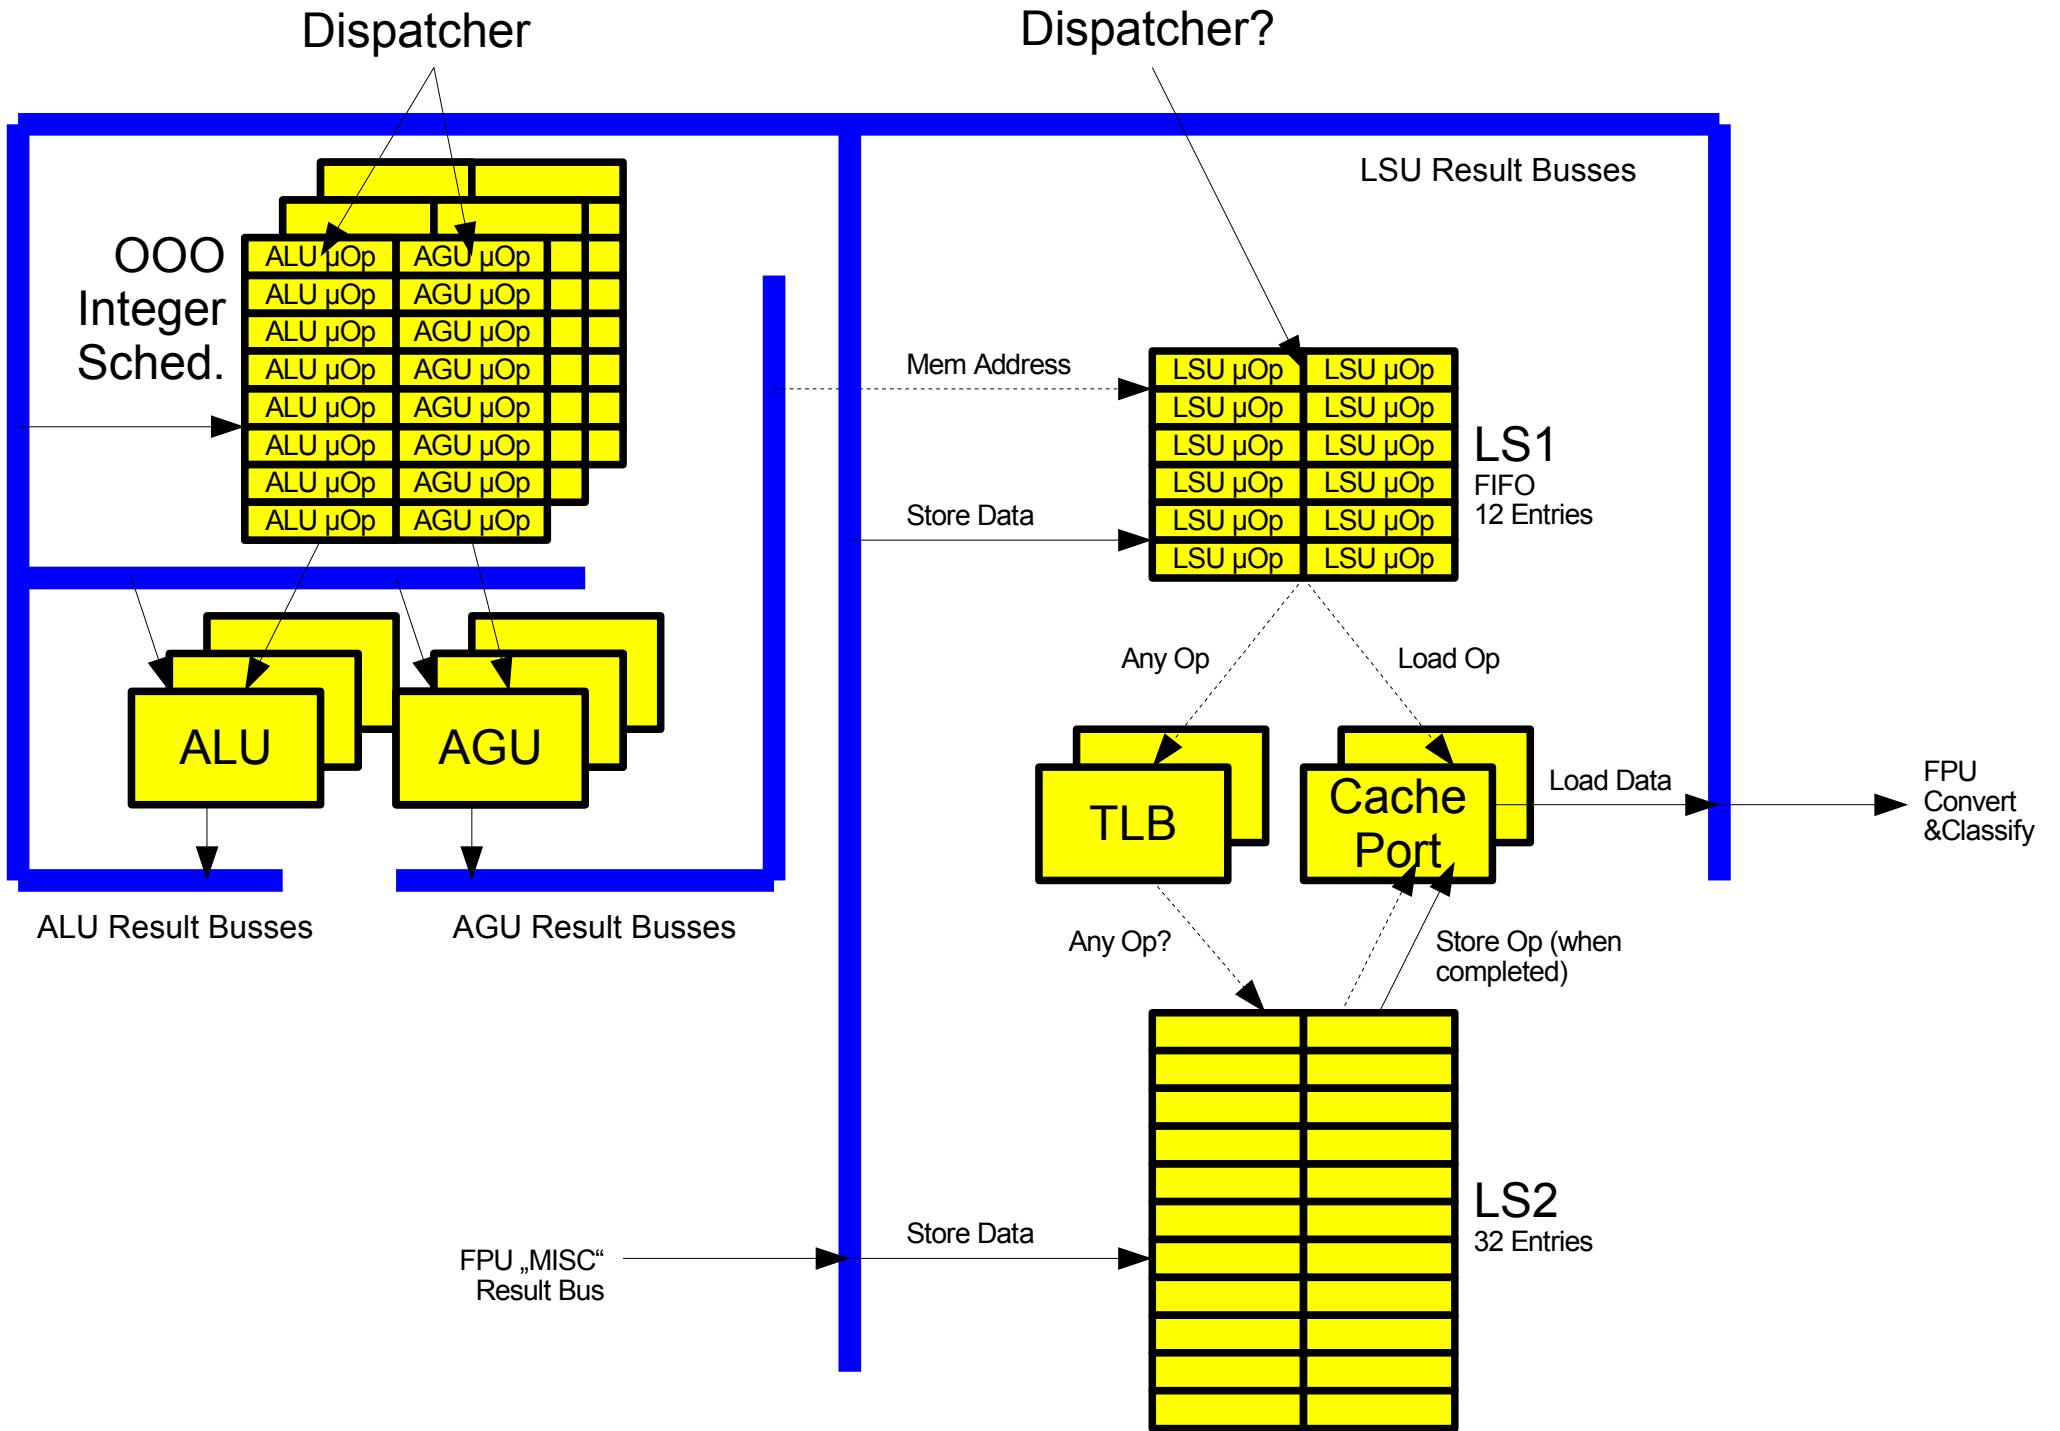 Dispatcher
Dispatcher?
LSU Result Busses
OOO
Integer
Sched.
ALU µOp AGU µOp
ALU µOp AGU µOp
ALU µOp AGU µOp
ALU µOp AGU µOp
ALU µOp AGU µOp
ALU µOp AGU µOp
ALU µOp AGU µOp
ALU µOp AGU µOp
Mem Address
Store Data
LSU µOp LSU µOp
LSU µOp LSU µOp
LSU µOp LSU µOp
LSU µOp LSU µOp
LSU µOp LSU µOp
LSU µOp LSU µOp
LS1
FIFO
12 Entries
Any Op
Load Op
ALU
AGU
TLB
Cache
Port
Load Data
FPU
Convert
&Classify
ALU Result Busses
AGU Result Busses
Any Op?
Store Op (when
completed)
LS2
32 Entries
Store Data
FPU „MISC“
Result Bus